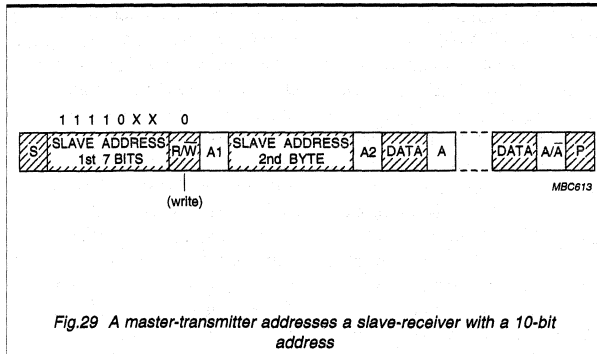 1 1 1 1 0 X X 0
S SLAVE ADDRESS 1st 7 BITS R/W̅ A1 SLAVE ADDRESS 2nd BYTE A2 DATA A DATA A/A̅ P
MBC613
(write)
Fig.29 A master-transmitter addresses a slave-receiver with a 10-bit
address